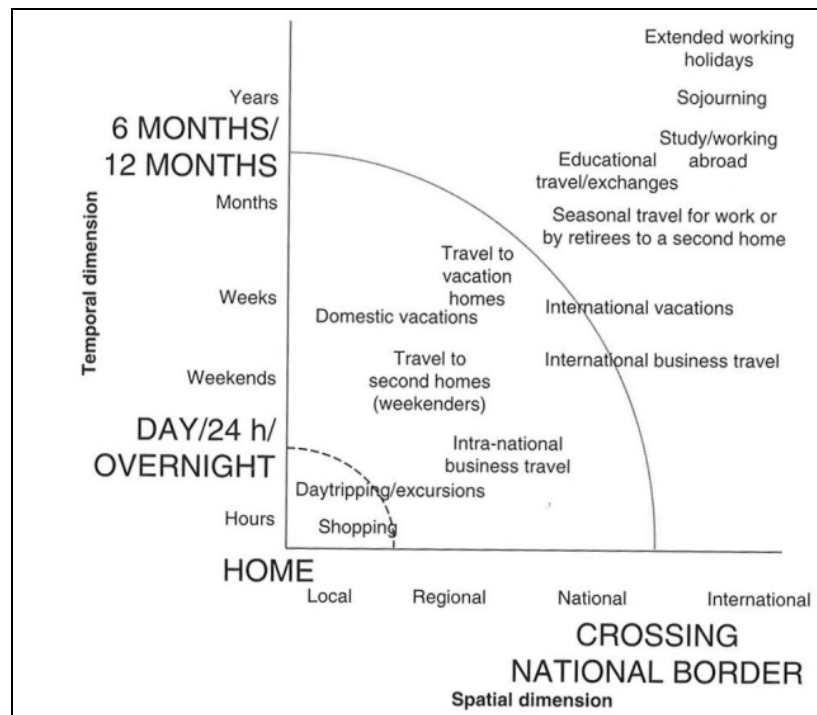 Extended working
holidays
Years
Sojourning
6 MONTHS/
12 MONTHS
Study/working
abroad
Educational
travel/exchanges
Months
Seasonal travel for work or
by retirees to a second home
Temporal dimension
Travel to
vacation
homes
Weeks
International vacations
Domestic vacations
Travel to
second homes
(weekenders)
International business travel
Weekends
DAY/24 h/
OVERNIGHT
Intra-national
business travel
Daytripping/excursions
Hours
Shopping
HOME
Local
Regional
National
International
CROSSING
NATIONAL BORDER
Spatial dimension